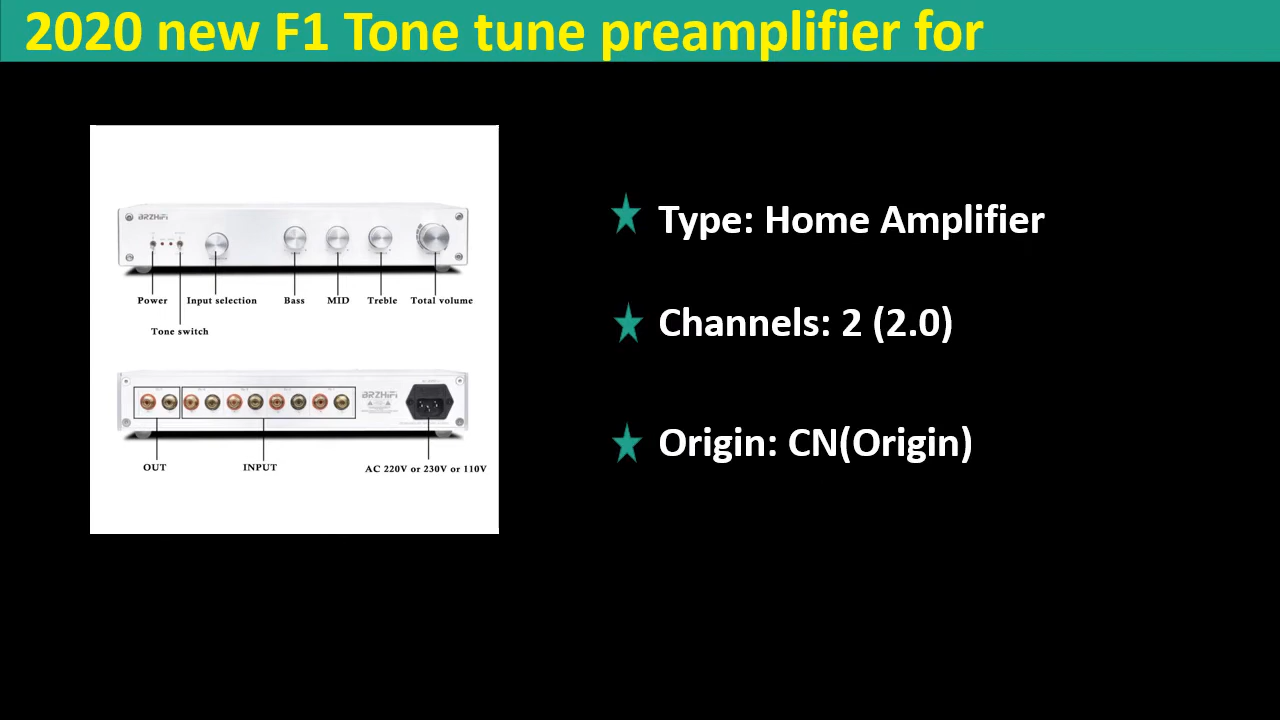 2020 new F1 Tone tune preamplifier for
BRZHiFi
Power
Input selection
Bass
MID
Treble
Total volume
Tone switch
BRZHiFi
OUT
INPUT
AC 220V or 230V or 110V
Type: Home Amplifier
Channels: 2 (2.0)
Origin: CN(Origin)